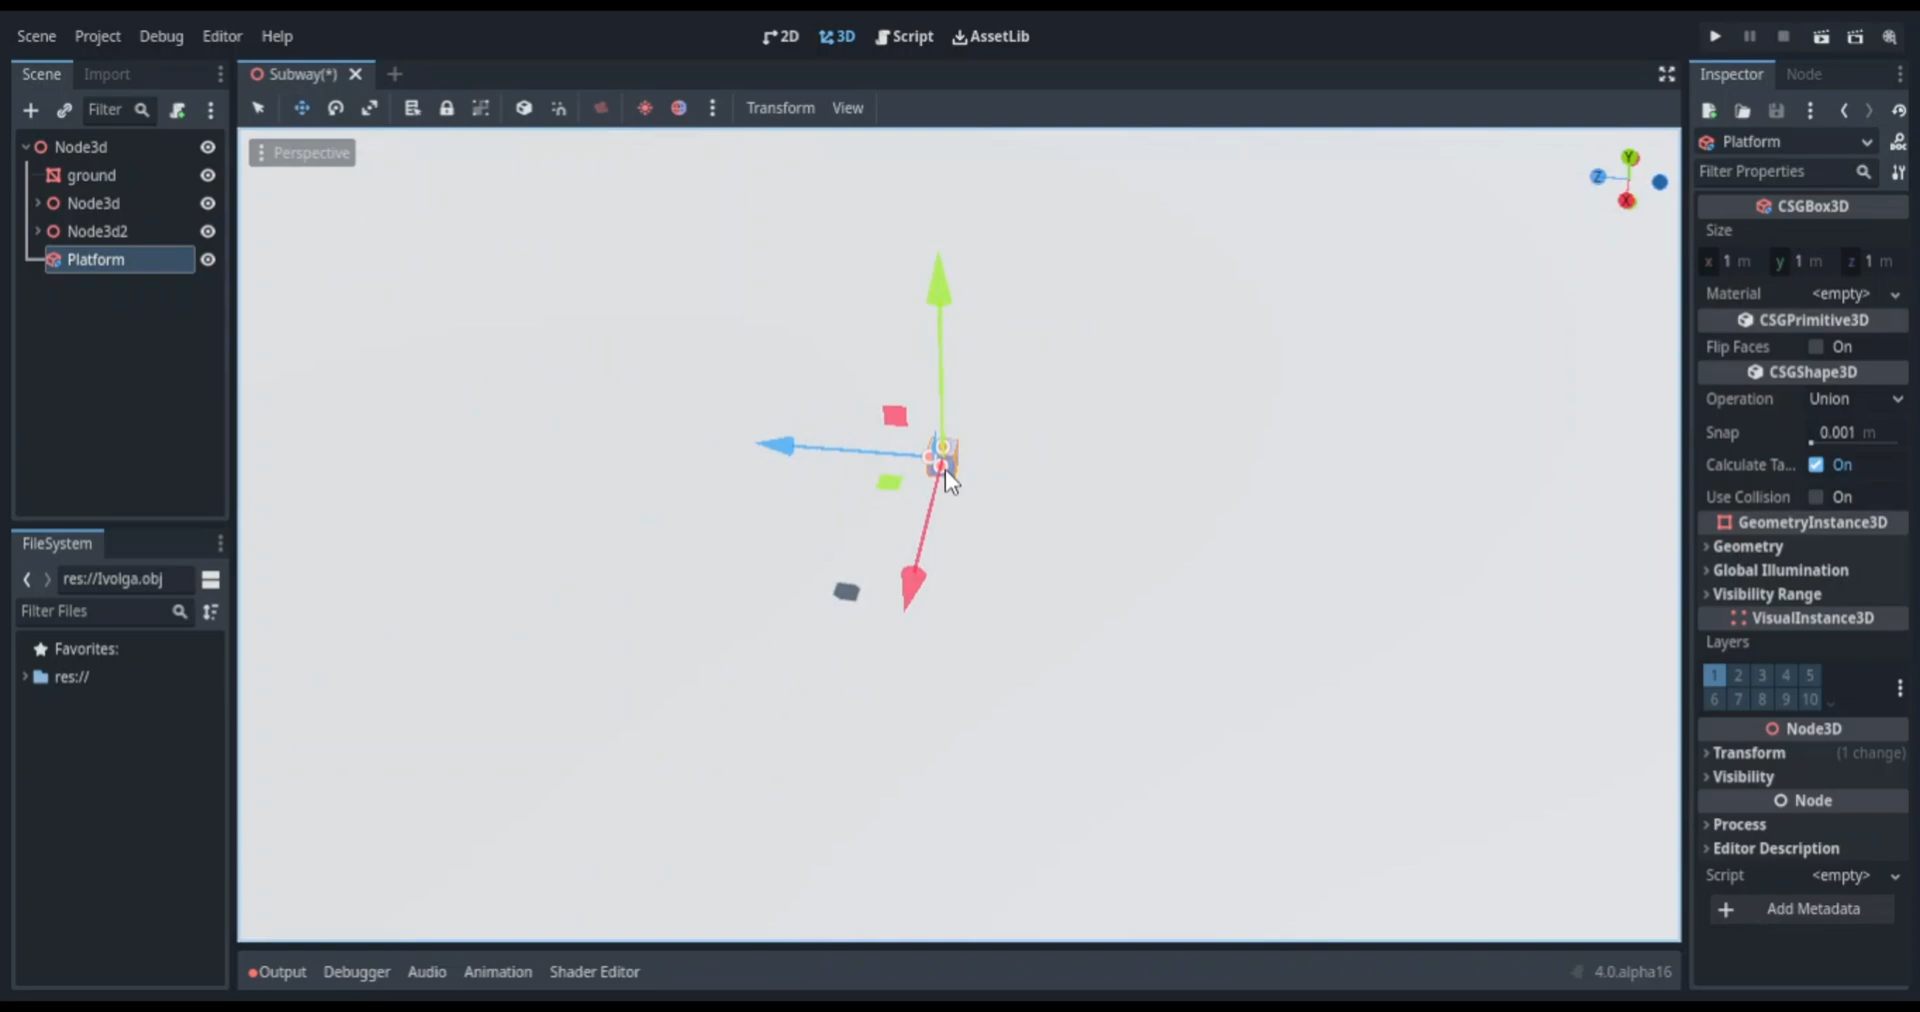 Scene Project Debug Editor Help 2D 3D Script AssetLib
Scene Import
Subway(*)
Inspector Node
Filter
Transform View
Perspective
Y
Z
X
Node3d
ground
Node3d
Node3d2
Platform
FileSystem
res://Ivolga.obj
Filter Files
Favorites:
res://
Platform
Filter Properties
CSGBox3D
Size
x 1 m y 1 m z 1 m
Material <empty>
CSGPrimitive3D
Flip Faces On
CSGShape3D
Operation Union
Snap 0.001 m
Calculate Ta... On
Use Collision On
GeometryInstance3D
Geometry
Global Illumination
Visibility Range
VisualInstance3D
Layers
1 2 3 4 5
6 7 8 9 10
Node3D
Transform (1 change)
Visibility
Node
Process
Editor Description
Script <empty>
Add Metadata
Output Debugger Audio Animation Shader Editor 4.0.alpha16